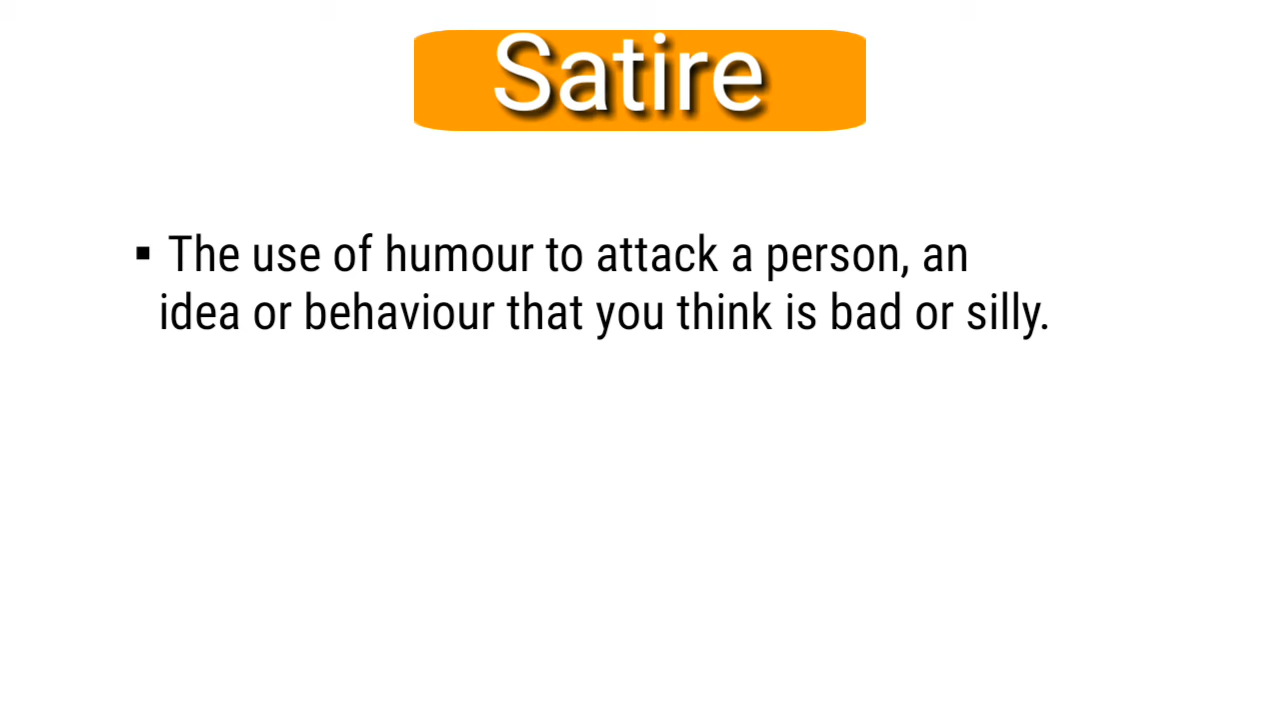 Satire
▪ The use of humour to attack a person, an
idea or behaviour that you think is bad or silly.